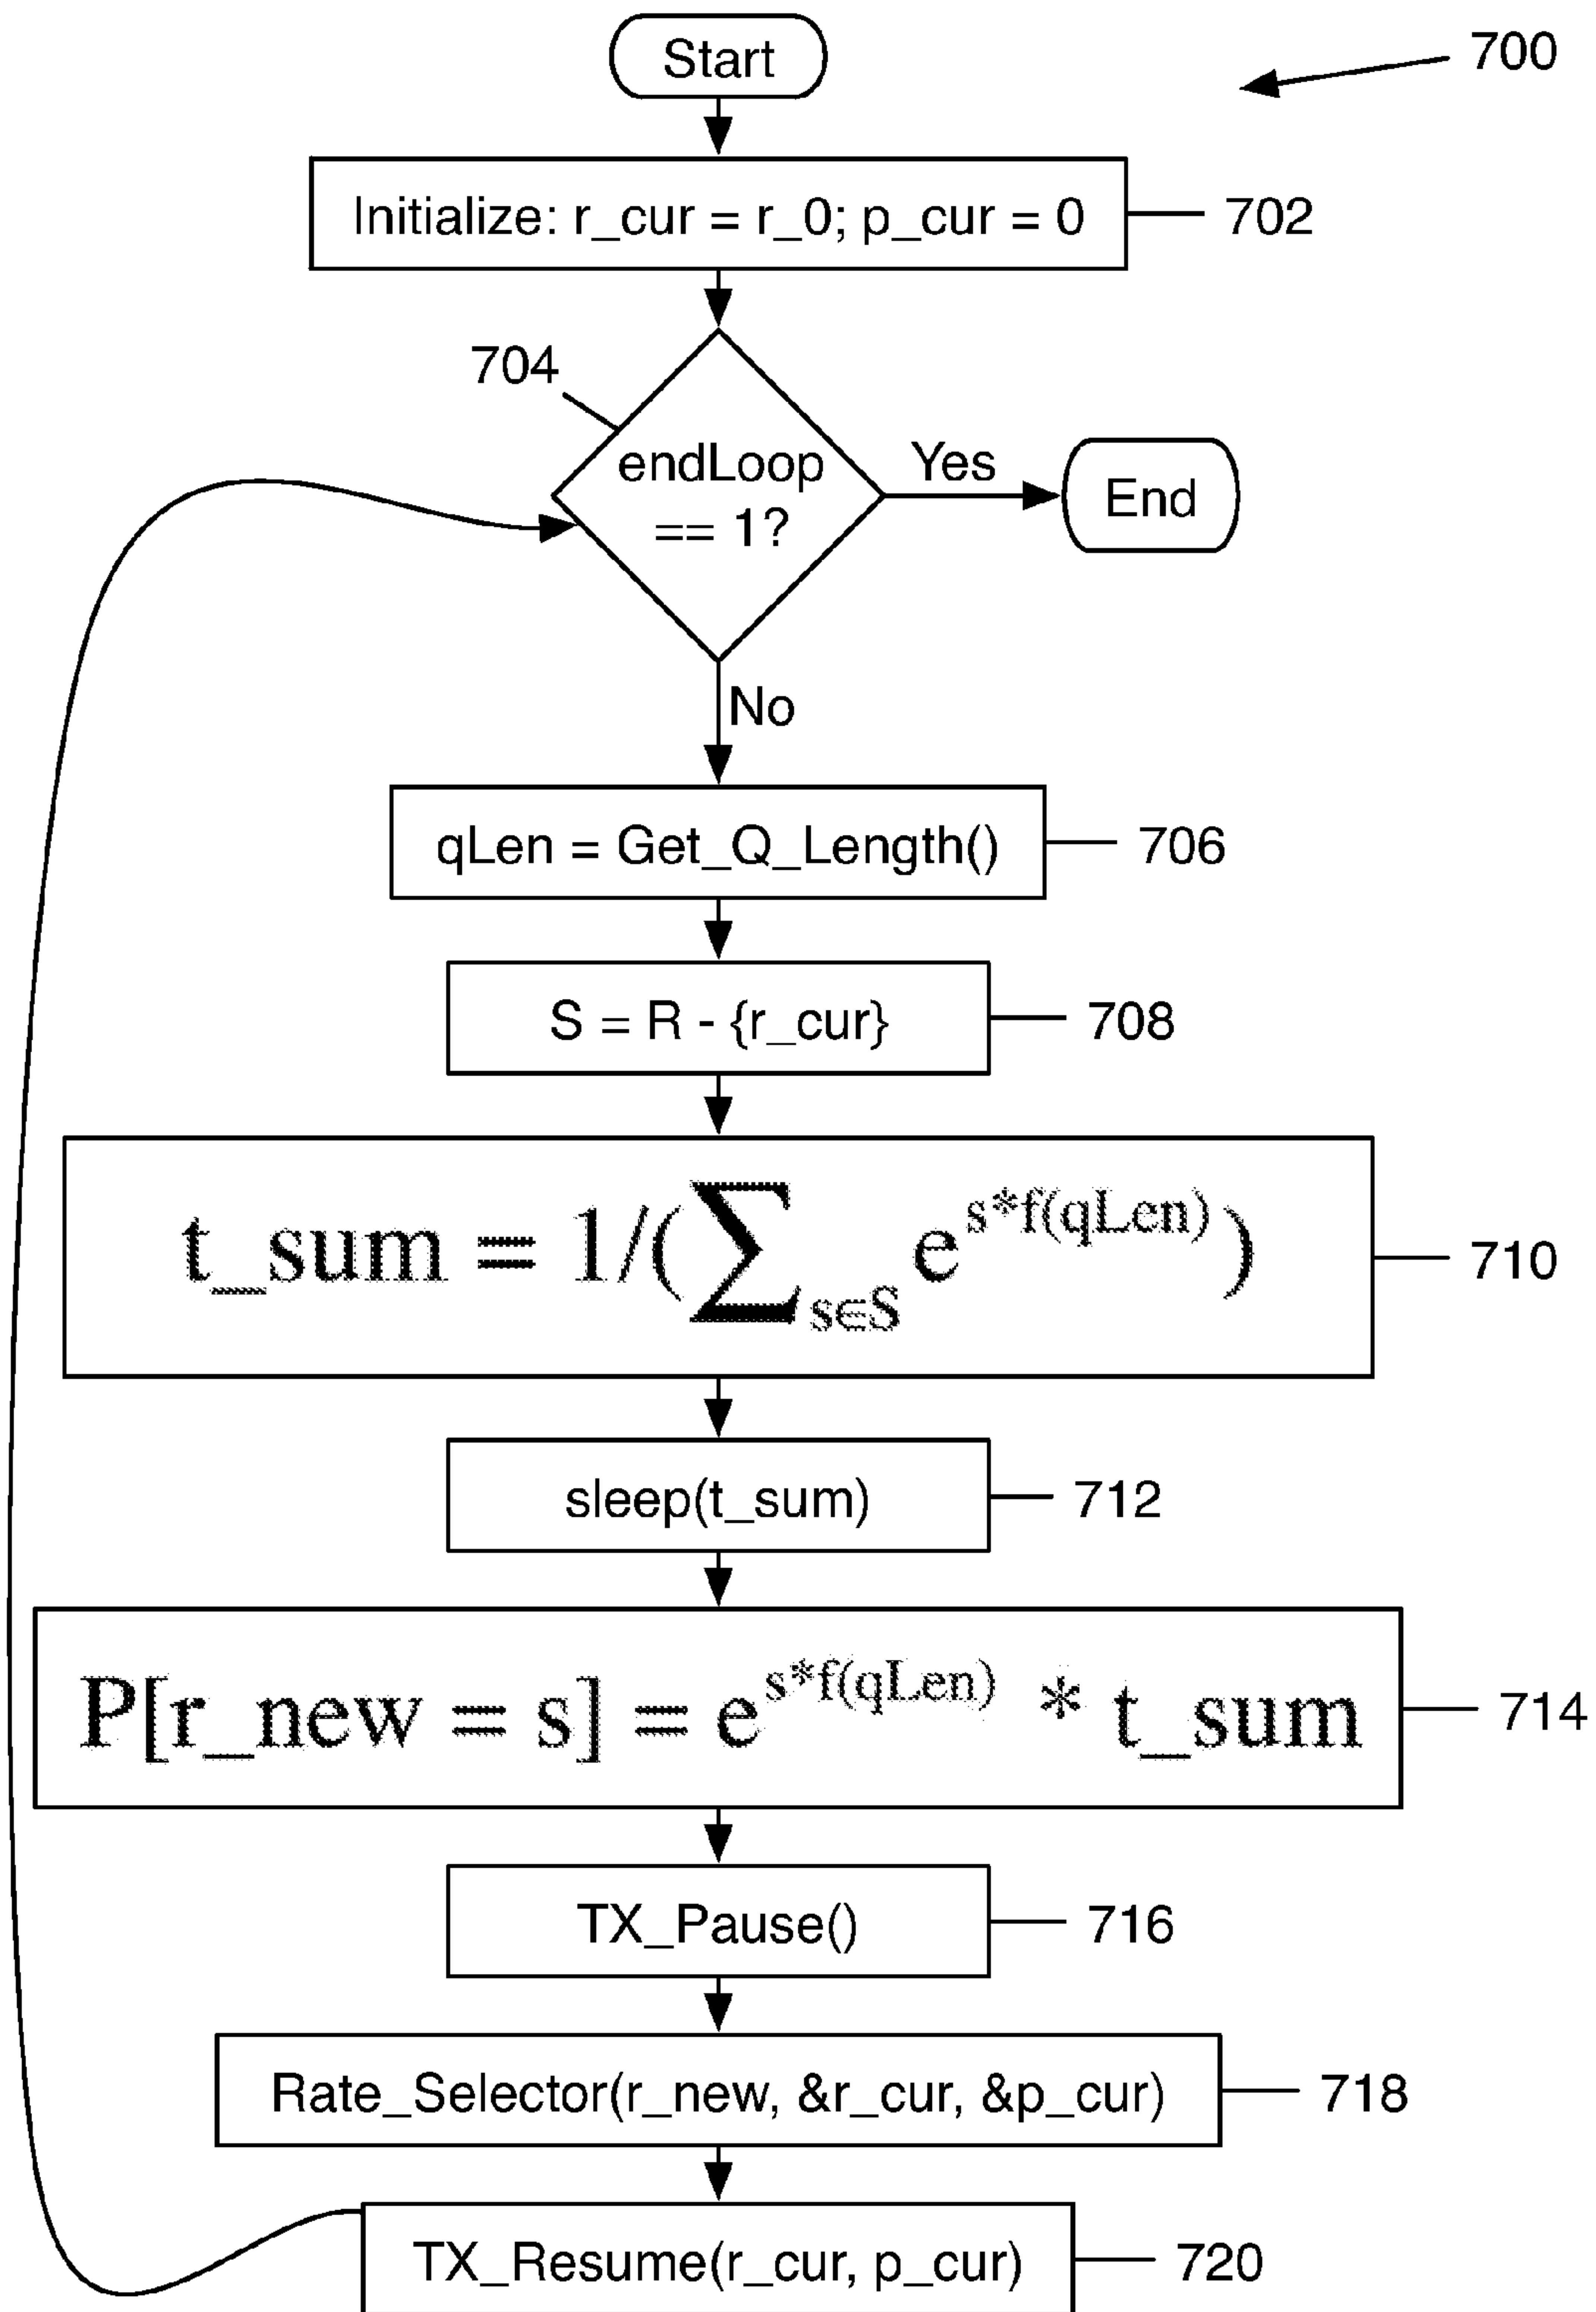 Start
700
Initialize: r_cur = r_0; p_cur = 0
702
704
endLoop
== 1?
Yes
End
No
qLen = Get_Q_Length()
706
S = R - {r_cur}
708
t_sum = 1/(∑_{s∈S} e^{s*f(qLen)})
710
sleep(t_sum)
712
P[r_new = s] = e^{s*f(qLen)} * t_sum
714
TX_Pause()
716
Rate_Selector(r_new, &r_cur, &p_cur)
718
TX_Resume(r_cur, p_cur)
720